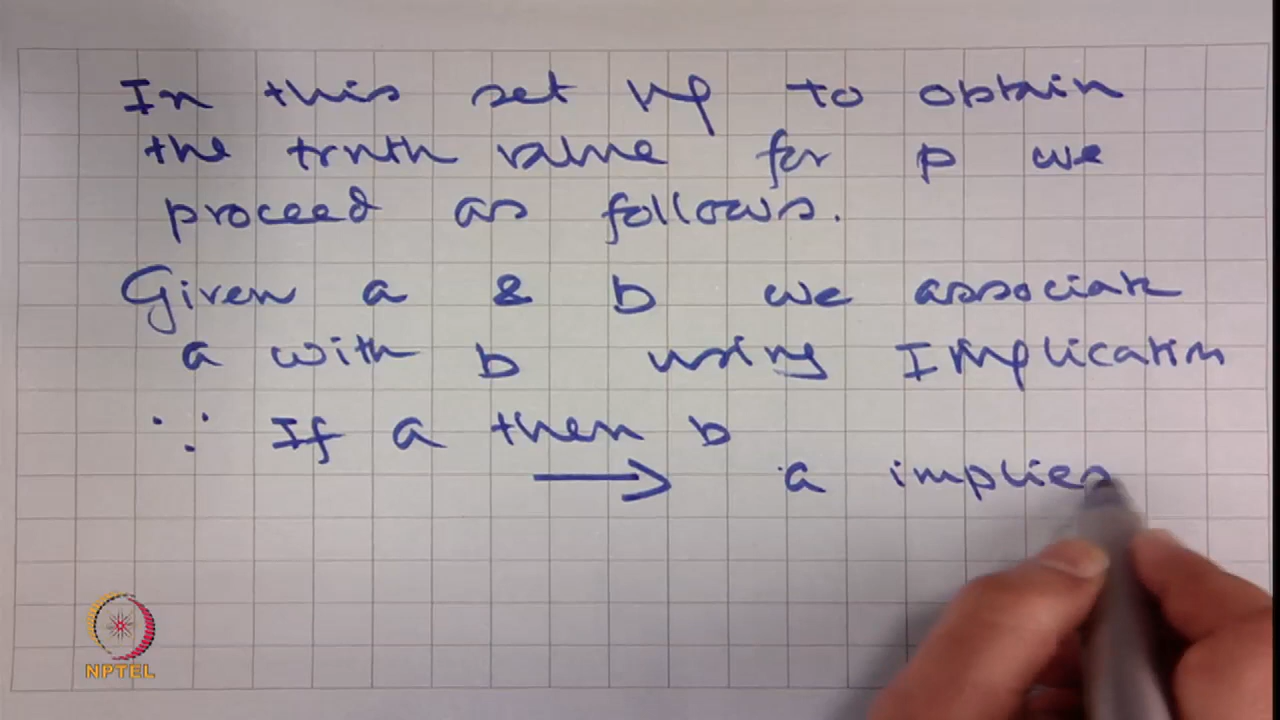 In this set up to obtain
the truth value for p we
proceed as follows.
Given a & b we associate
a with b using Implication
∵ If a then b
→ a implies
NPTEL